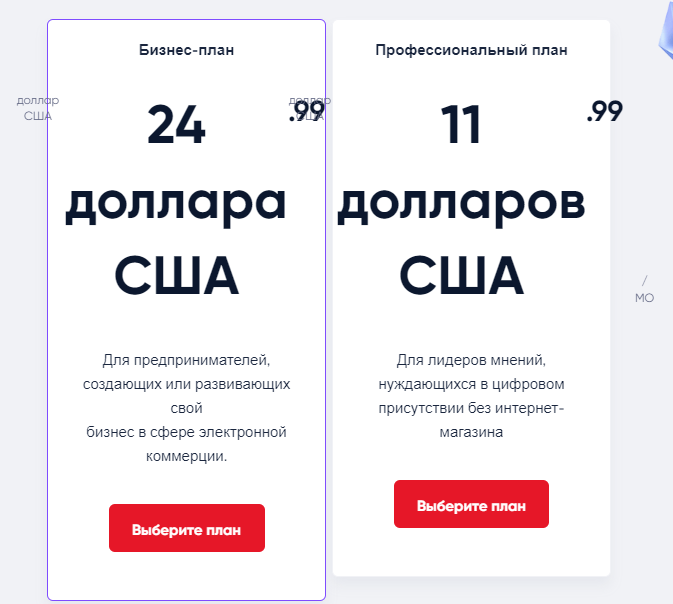 Бизнес-план
доллар
США
24
.99
доллара
США
Для предпринимателей,
создающих или развивающих
свой
бизнес в сфере электронной
коммерции.
Выберите план
Профессиональный план
доллар
США
11
.99
долларов
США
/
МО
Для лидеров мнений,
нуждающихся в цифровом
присутствии без интернет-
магазина
Выберите план